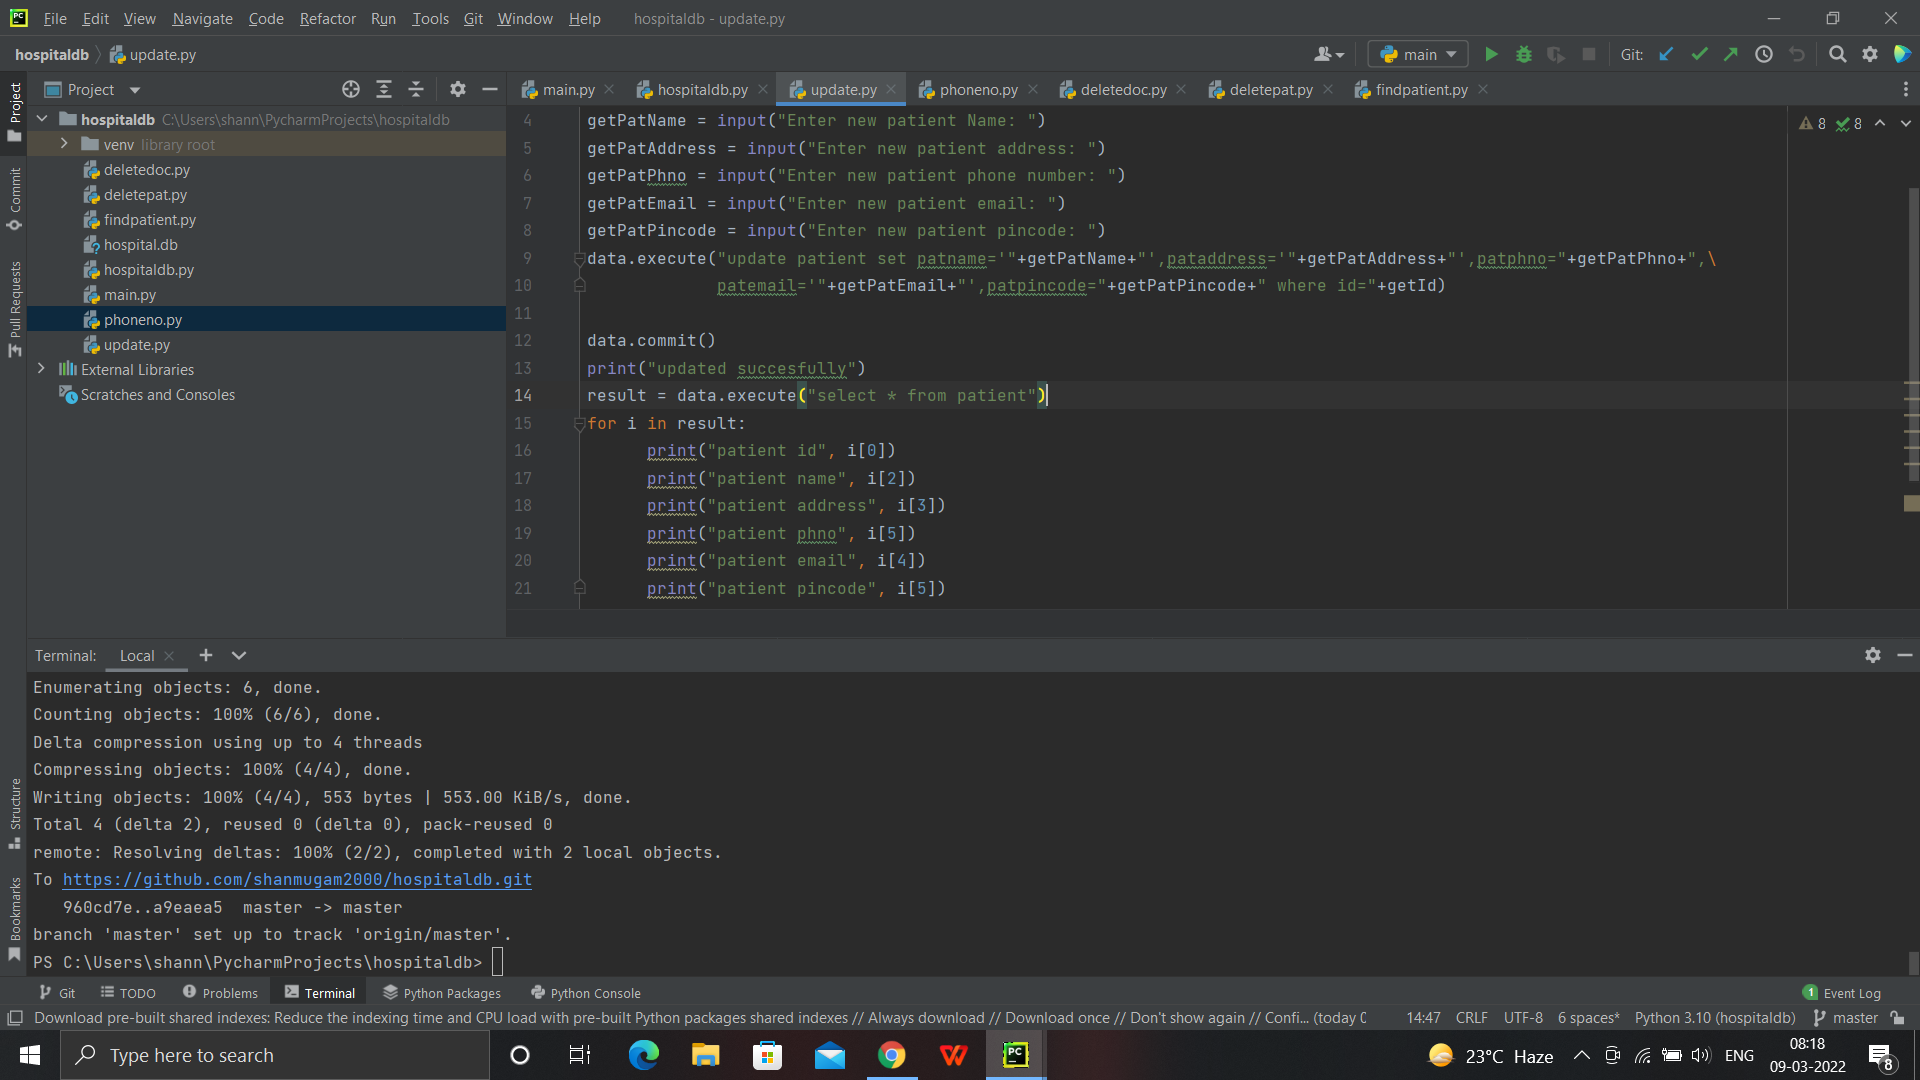 PC File Edit View Navigate Code Refactor Run Tools Git Window Help hospitaldb - update.py
hospitaldb update.py main Git:
Project main.py hospitaldb.py update.py phoneno.py deletedoc.py deletepat.py findpatient.py
Project
Commit
Pull Requests
Structure
Bookmarks
hospitaldb C:\Users\shann\PycharmProjects\hospitaldb
venv library root
deletedoc.py
deletepat.py
findpatient.py
hospital.db
hospitaldb.py
main.py
phoneno.py
update.py
External Libraries
Scratches and Consoles
8 8
4 getPatName = input("Enter new patient Name: ")
5 getPatAddress = input("Enter new patient address: ")
6 getPatPhno = input("Enter new patient phone number: ")
7 getPatEmail = input("Enter new patient email: ")
8 getPatPincode = input("Enter new patient pincode: ")
9 data.execute("update patient set patname='"+getPatName+"',pataddress='"+getPatAddress+"',patphno="+getPatPhno+",\
10 patemail='"+getPatEmail+"',patpincode="+getPatPincode+" where id="+getId)
11
12 data.commit()
13 print("updated succesfully")
14 result = data.execute("select * from patient")
15 for i in result:
16 print("patient id", i[0])
17 print("patient name", i[2])
18 print("patient address", i[3])
19 print("patient phno", i[5])
20 print("patient email", i[4])
21 print("patient pincode", i[5])
Terminal: Local
Enumerating objects: 6, done.
Counting objects: 100% (6/6), done.
Delta compression using up to 4 threads
Compressing objects: 100% (4/4), done.
Writing objects: 100% (4/4), 553 bytes | 553.00 KiB/s, done.
Total 4 (delta 2), reused 0 (delta 0), pack-reused 0
remote: Resolving deltas: 100% (2/2), completed with 2 local objects.
To https://github.com/shanmugam2000/hospitaldb.git
960cd7e..a9eaea5 master -> master
branch 'master' set up to track 'origin/master'.
PS C:\Users\shann\PycharmProjects\hospitaldb>
Git TODO Problems Terminal Python Packages Python Console 1 Event Log
Download pre-built shared indexes: Reduce the indexing time and CPU load with pre-built Python packages shared indexes // Always download // Download once // Don't show again // Confi... (today 14:47 CRLF UTF-8 6 spaces* Python 3.10 (hospitaldb) master
Type here to search PC 23°C Haze ENG 08:18
09-03-2022 8